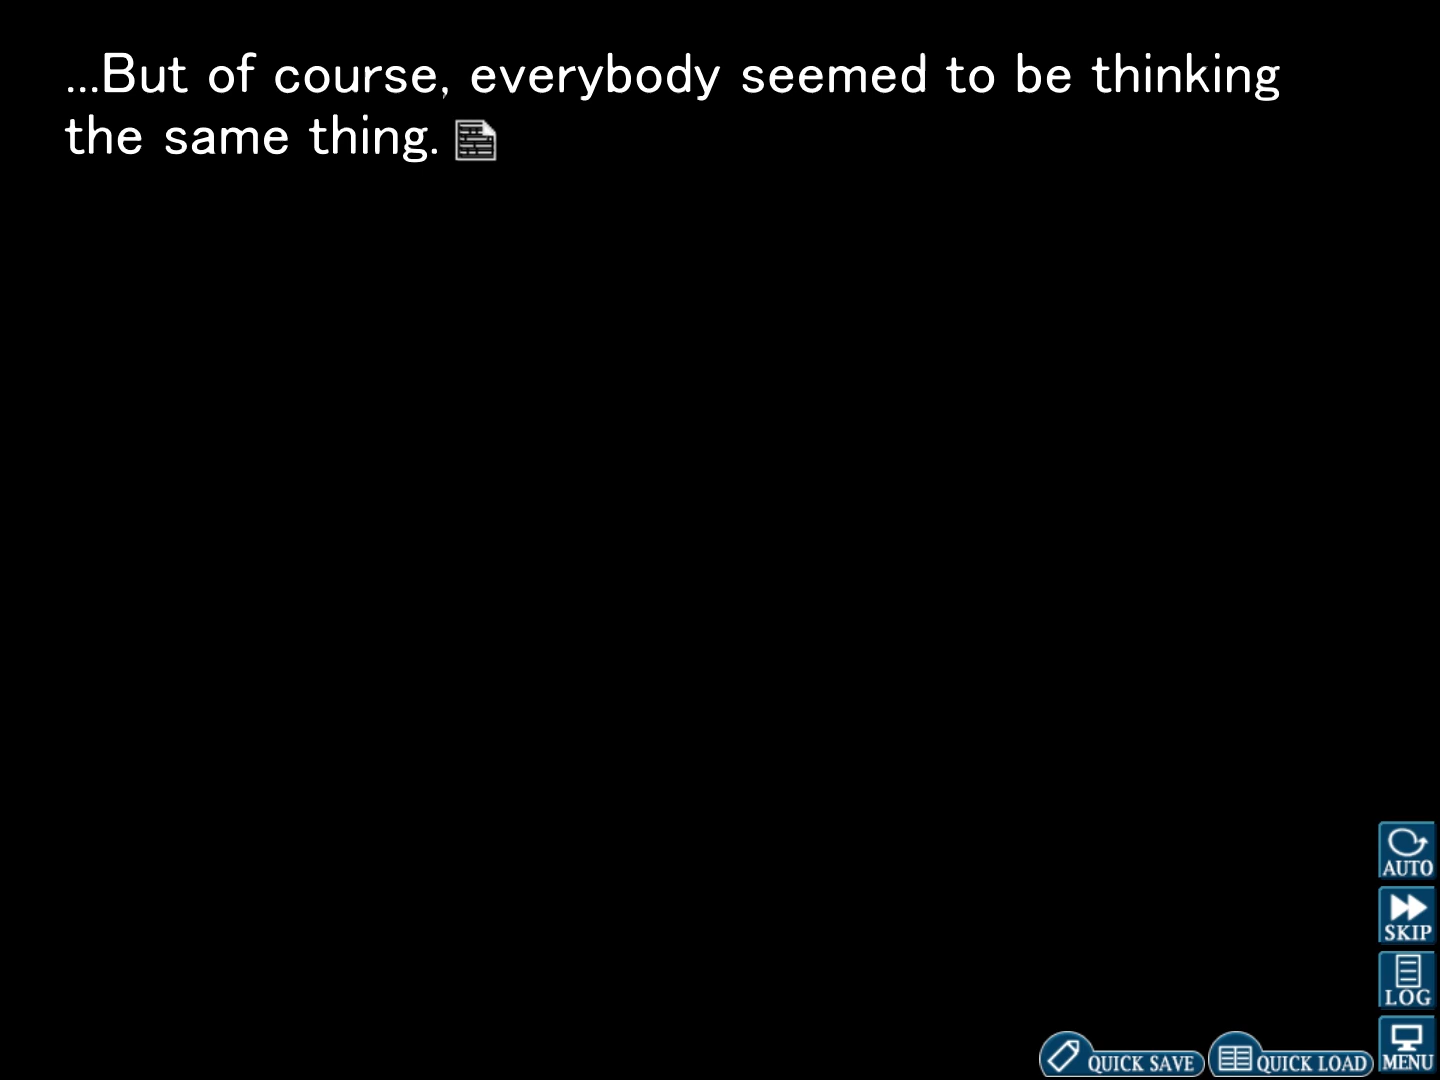 ...But of course, everybody seemed to be thinking
the same thing.
AUTO
SKIP
LOG
QUICK SAVE
QUICK LOAD
MENU